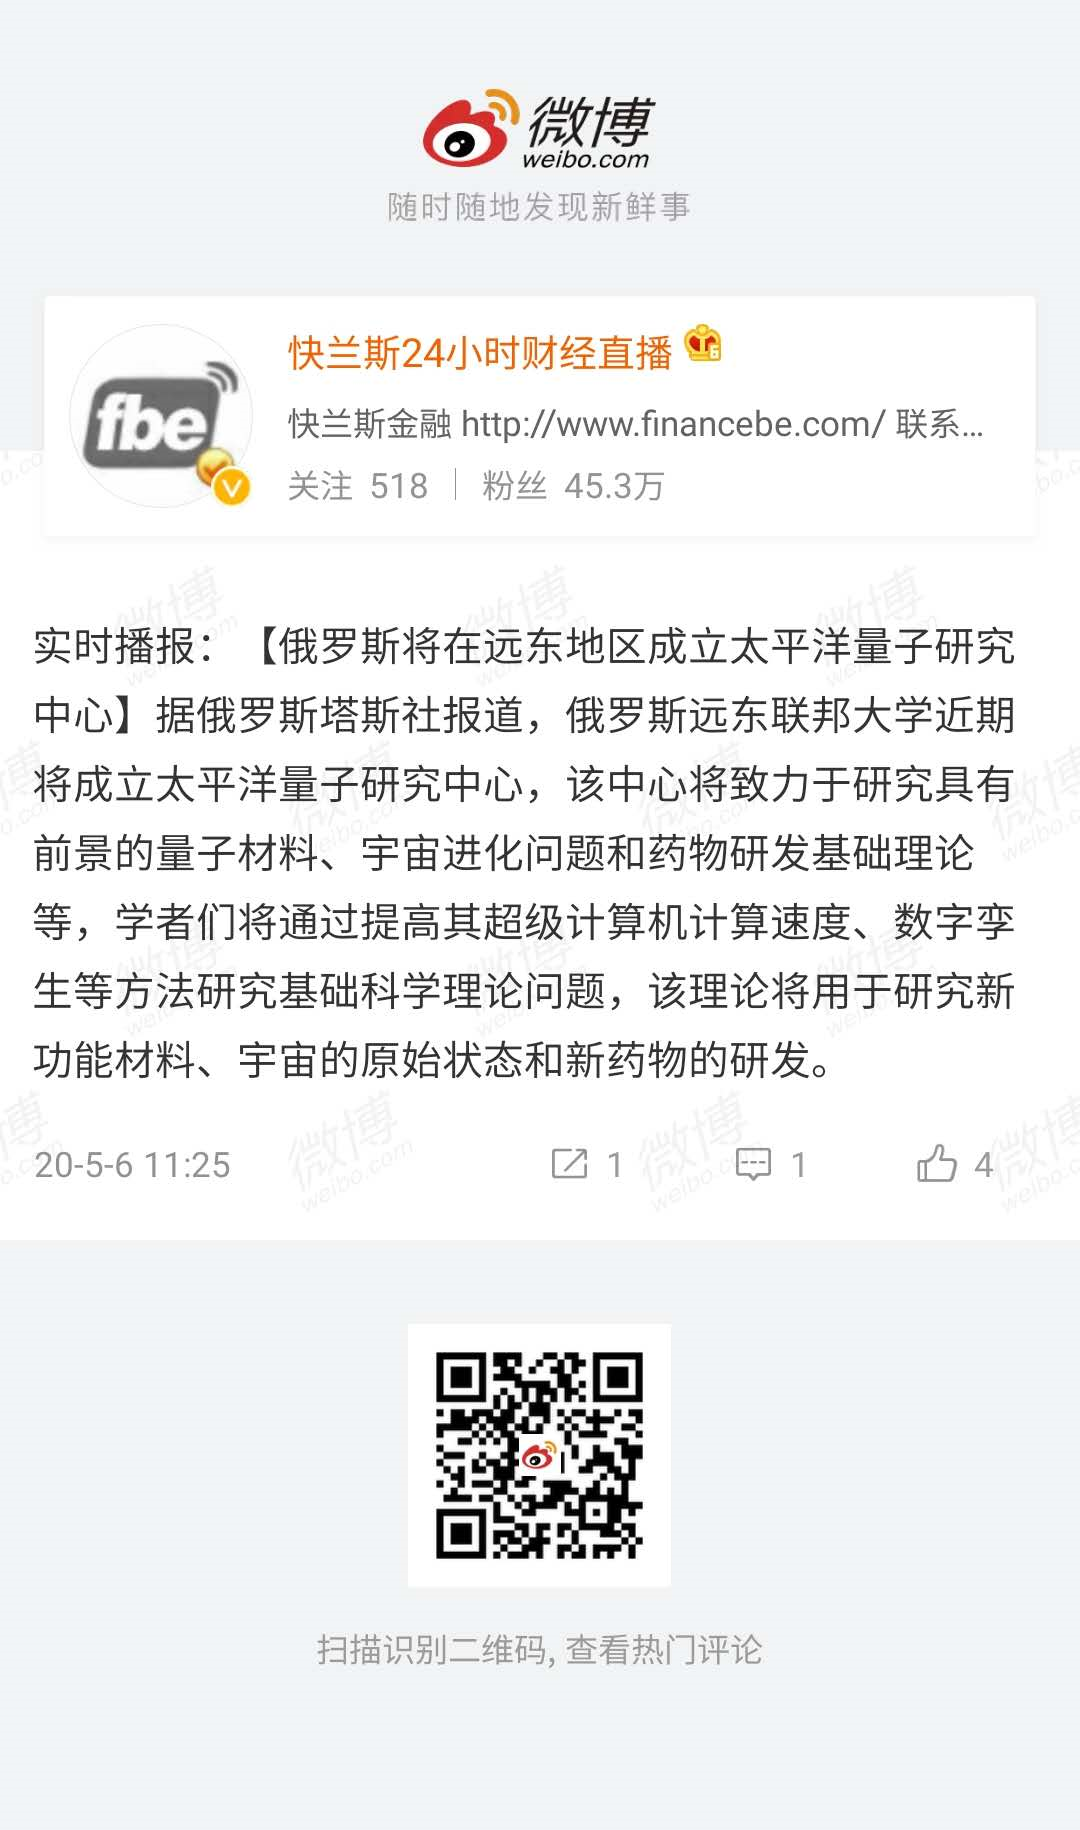 微博
weibo.com
随时随地发现新鲜事
快兰斯24小时财经直播
fbe
快兰斯金融 http://www.financebe.com/ 联系...
关注 518 | 粉丝 45.3万
实时播报：【俄罗斯将在远东地区成立太平洋量子研究
中心】据俄罗斯塔斯社报道，俄罗斯远东联邦大学近期
将成立太平洋量子研究中心，该中心将致力于研究具有
前景的量子材料、宇宙进化问题和药物研发基础理论
等，学者们将通过提高其超级计算机计算速度、数字孪
生等方法研究基础科学理论问题，该理论将用于研究新
功能材料、宇宙的原始状态和新药物的研发。
20-5-6 11:25 1 1 4
扫描识别二维码, 查看热门评论